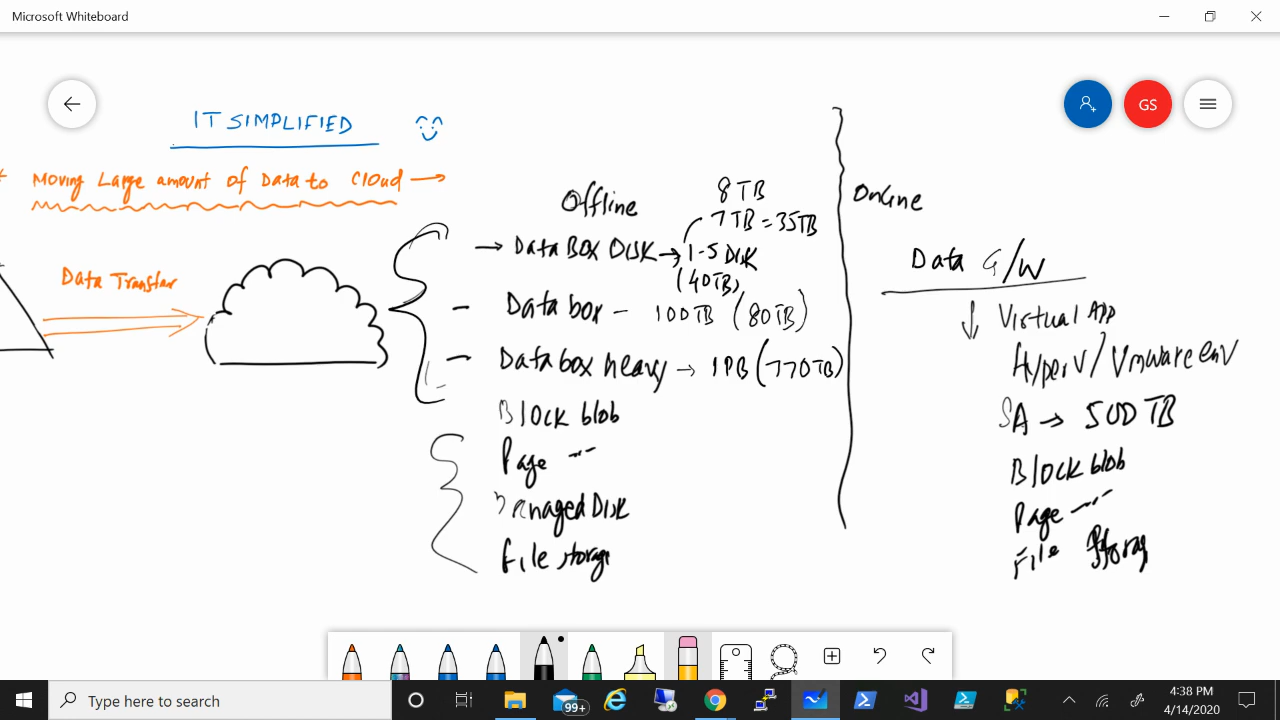 Microsoft Whiteboard
IT SIMPLIFIED
GS
Moving Large amount of Data to Cloud →
Data Transfer
Offline
8 TB
7 TB = 35TB
→ Data Box Disk → 1-5 Disk
(40TB)
- Data box - 100TB (80TB)
- Data box heavy → 1PB (770TB)
Block blob
Page
Managed Disk
File storage
Online
Data G/W
↓ Virtual App
HyperV/Vmware env
SA → 500 TB
Block blob
Page
File Storag
Type here to search
99+
4:38 PM
4/14/2020